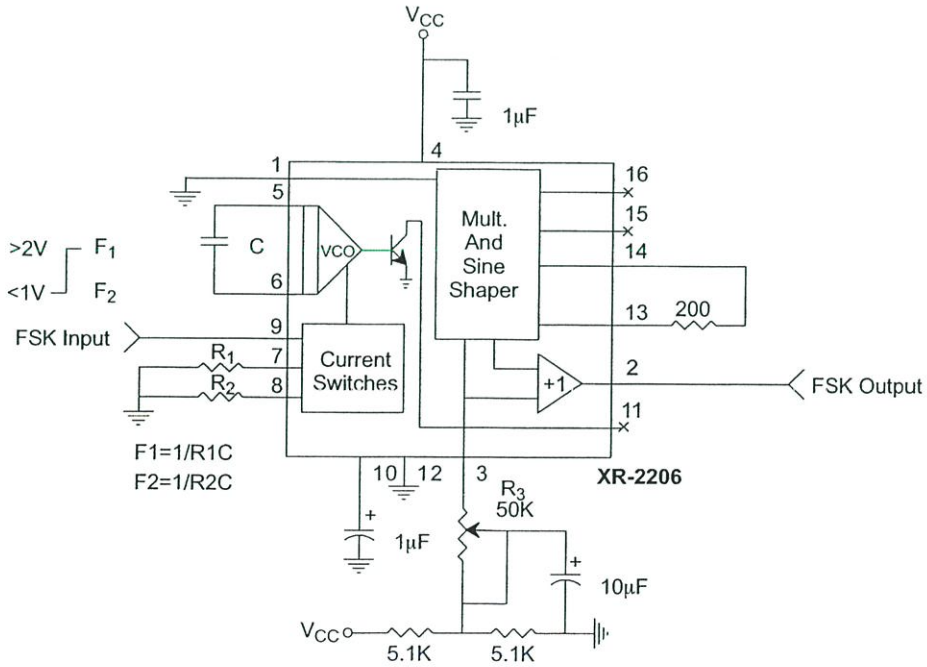 VCC
1μF
4
1
16
5
15
Mult.
And
Sine
Shaper
VCO
C
14
>2V
F1
<1V
F2
6
13
200
FSK Input
9
R1
7
Current
Switches
R2
8
+1
2
FSK Output
11
F1=1/R1C
F2=1/R2C
10
12
3
XR-2206
R3
50K
+
1μF
+
10μF
VCC
5.1K
5.1K